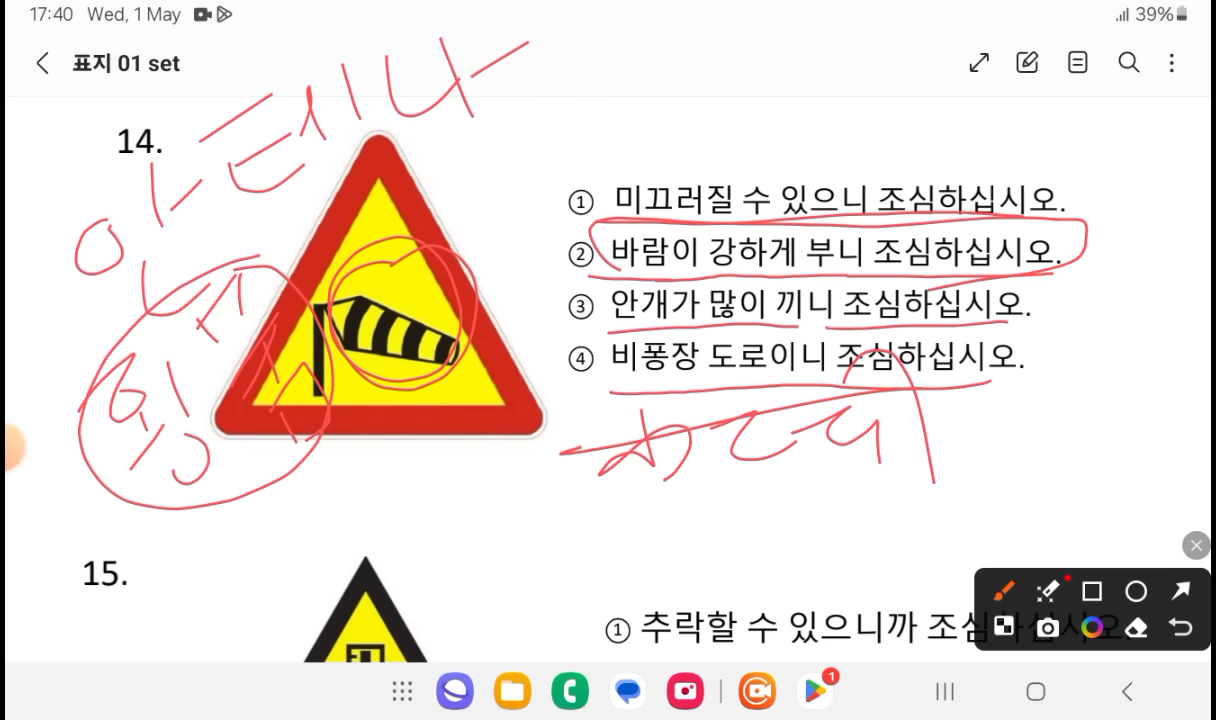 17:40 Wed, 1 May
39%
표지 01 set
14.
① 미끄러질 수 있으니 조심하십시오.
② 바람이 강하게 부니 조심하십시오.
③ 안개가 많이 끼니 조심하십시오.
④ 비퐁장 도로이니 조심하십시오.
15.
① 추락할 수 있으니까 조심하십시오.
1